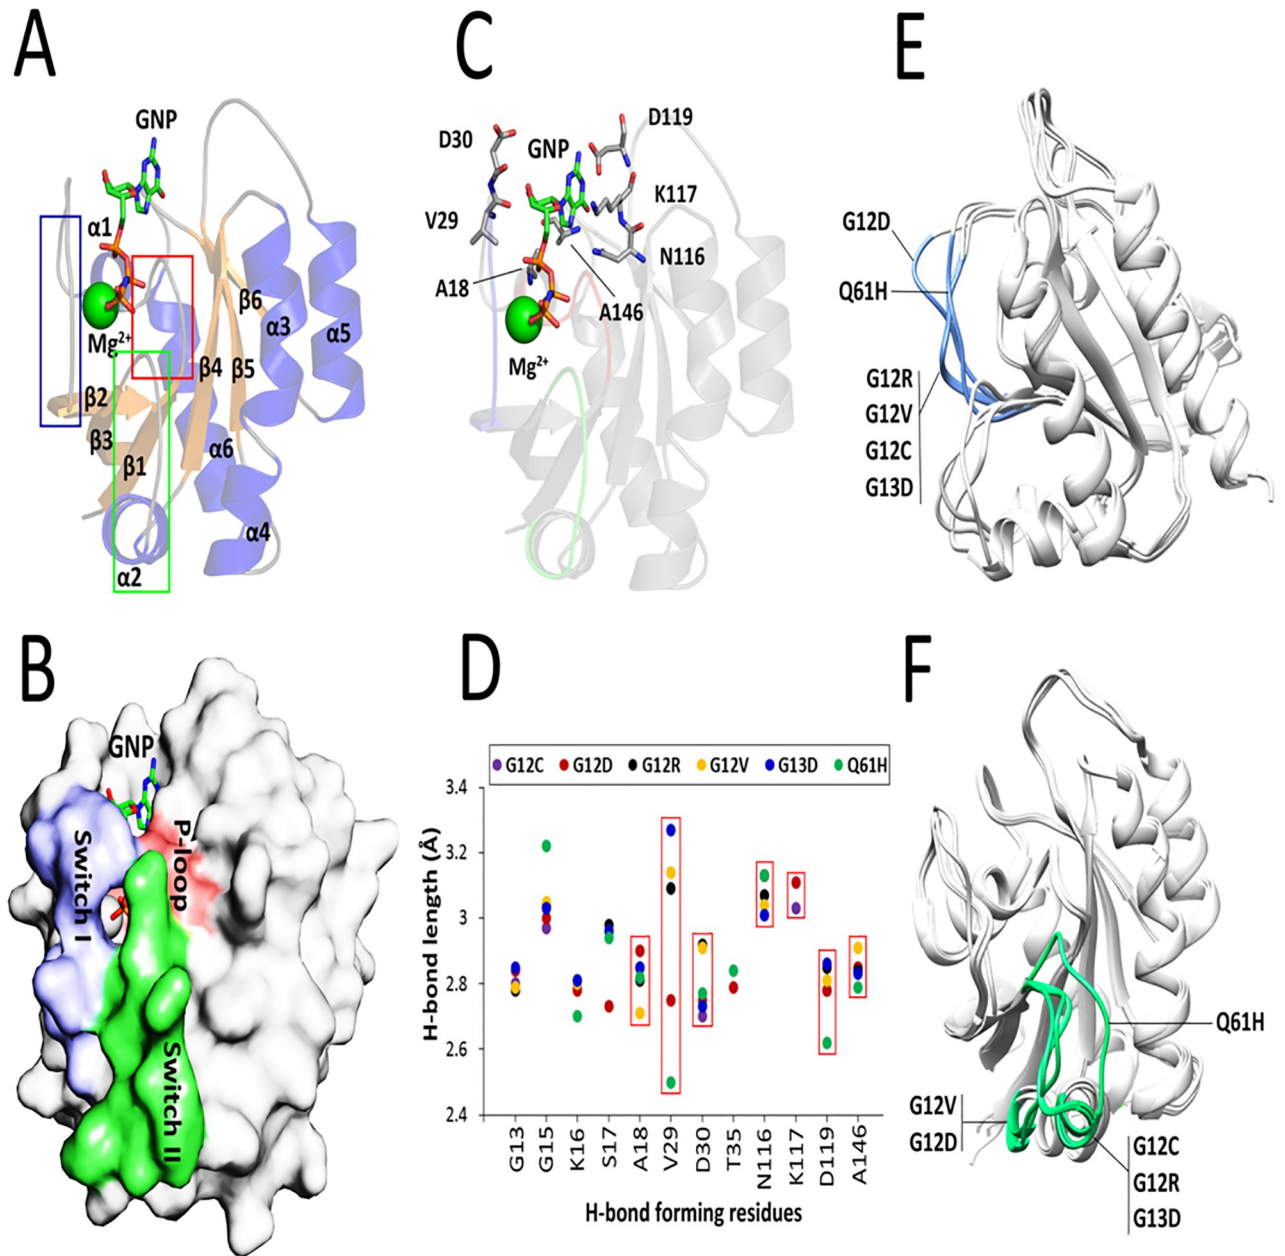 A
GNP
α1
Mg²⁺
β6
α3
α5
β4
β5
β2
β3
β1
α6
α4
α2
B
GNP
Switch I
P-loop
Switch II
C
D30
GNP
D119
K117
V29
N116
A18
A146
Mg²⁺
D
G12C G12D G12R G12V G13D Q61H
H-bond length (Å)
3.4
3.2
3
2.8
2.6
2.4
G13 G15 K16 S17 A18 V29 D30 T35 N116 K117 D119 A146
H-bond forming residues
E
G12D
Q61H
G12R
G12V
G12C
G13D
F
Q61H
G12V
G12D
G12C
G12R
G13D